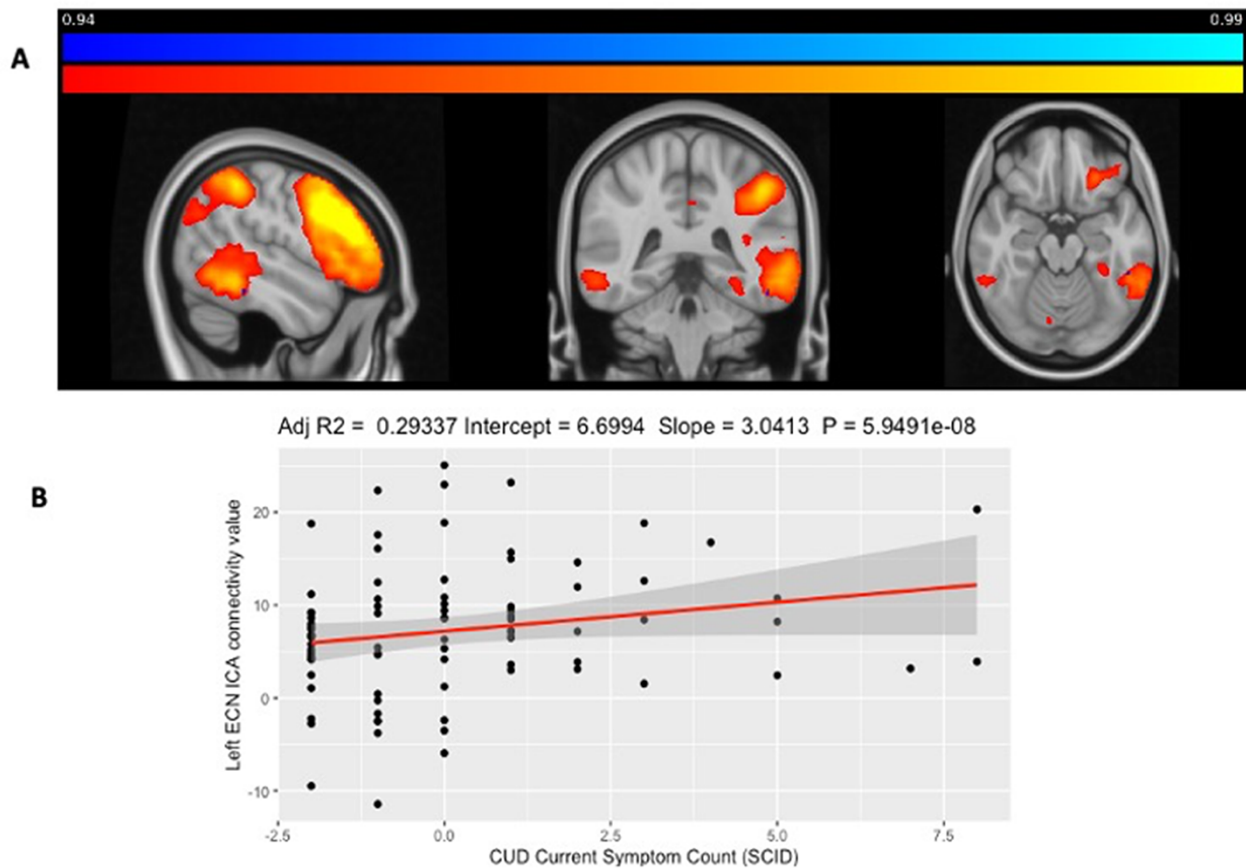 0.94 0.99
A
Adj R2 =  0.29337 Intercept = 6.6994  Slope = 3.0413  P = 5.9491e-08
B
Left ECN ICA connectivity value
20
10
0
-10
-2.5 0.0 2.5 5.0 7.5
CUD Current Symptom Count (SCID)